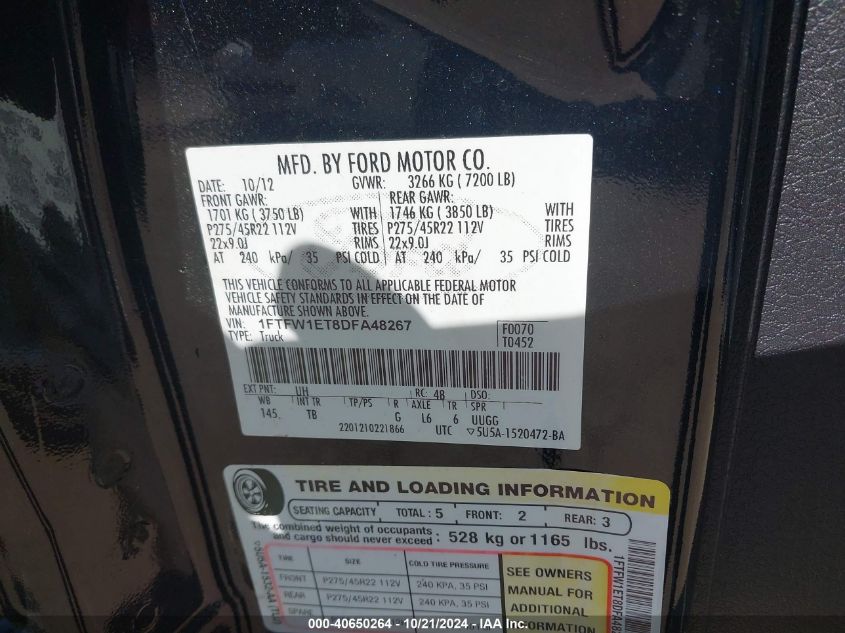 MFD. BY FORD MOTOR CO.
DATE: 10/12 GVWR: 3266 KG ( 7200 LB)
FRONT GAWR: REAR GAWR:
1701 KG ( 3750 LB) WITH 1746 KG ( 3850 LB) WITH
P275/45R22 112V TIRES P275/45R22 112V TIRES
22x9.0J RIMS 22x9.0J RIMS
AT 240 kPa/ 35 PSI COLD AT 240 kPa/ 35 PSI COLD
THIS VEHICLE CONFORMS TO ALL APPLICABLE FEDERAL MOTOR
VEHICLE SAFETY STANDARDS IN EFFECT ON THE DATE OF
MANUFACTURE SHOWN ABOVE.
VIN: 1FTFW1ET8DFA48267 F0070
TYPE: Truck T0452
EXT PNT: UH RC: 48 DSO:
WB INT TR TP/PS R AXLE TR SPR
145 TB G L6 6 UUGG
2201210221866 UTC ▽5U5A-1520472-BA
TIRE AND LOADING INFORMATION
SEATING CAPACITY TOTAL : 5 FRONT: 2 REAR: 3
The combined weight of occupants
and cargo should never exceed : 528 kg or 1165 lbs.
TIRE SIZE COLD TIRE PRESSURE
FRONT P275/45R22 112V 240 KPA, 35 PSI
REAR P275/45R22 112V 240 KPA, 35 PSI
SPARE
SEE OWNERS
MANUAL FOR
ADDITIONAL
INFORMATION
000-40650264 - 10/21/2024 - IAA Inc.